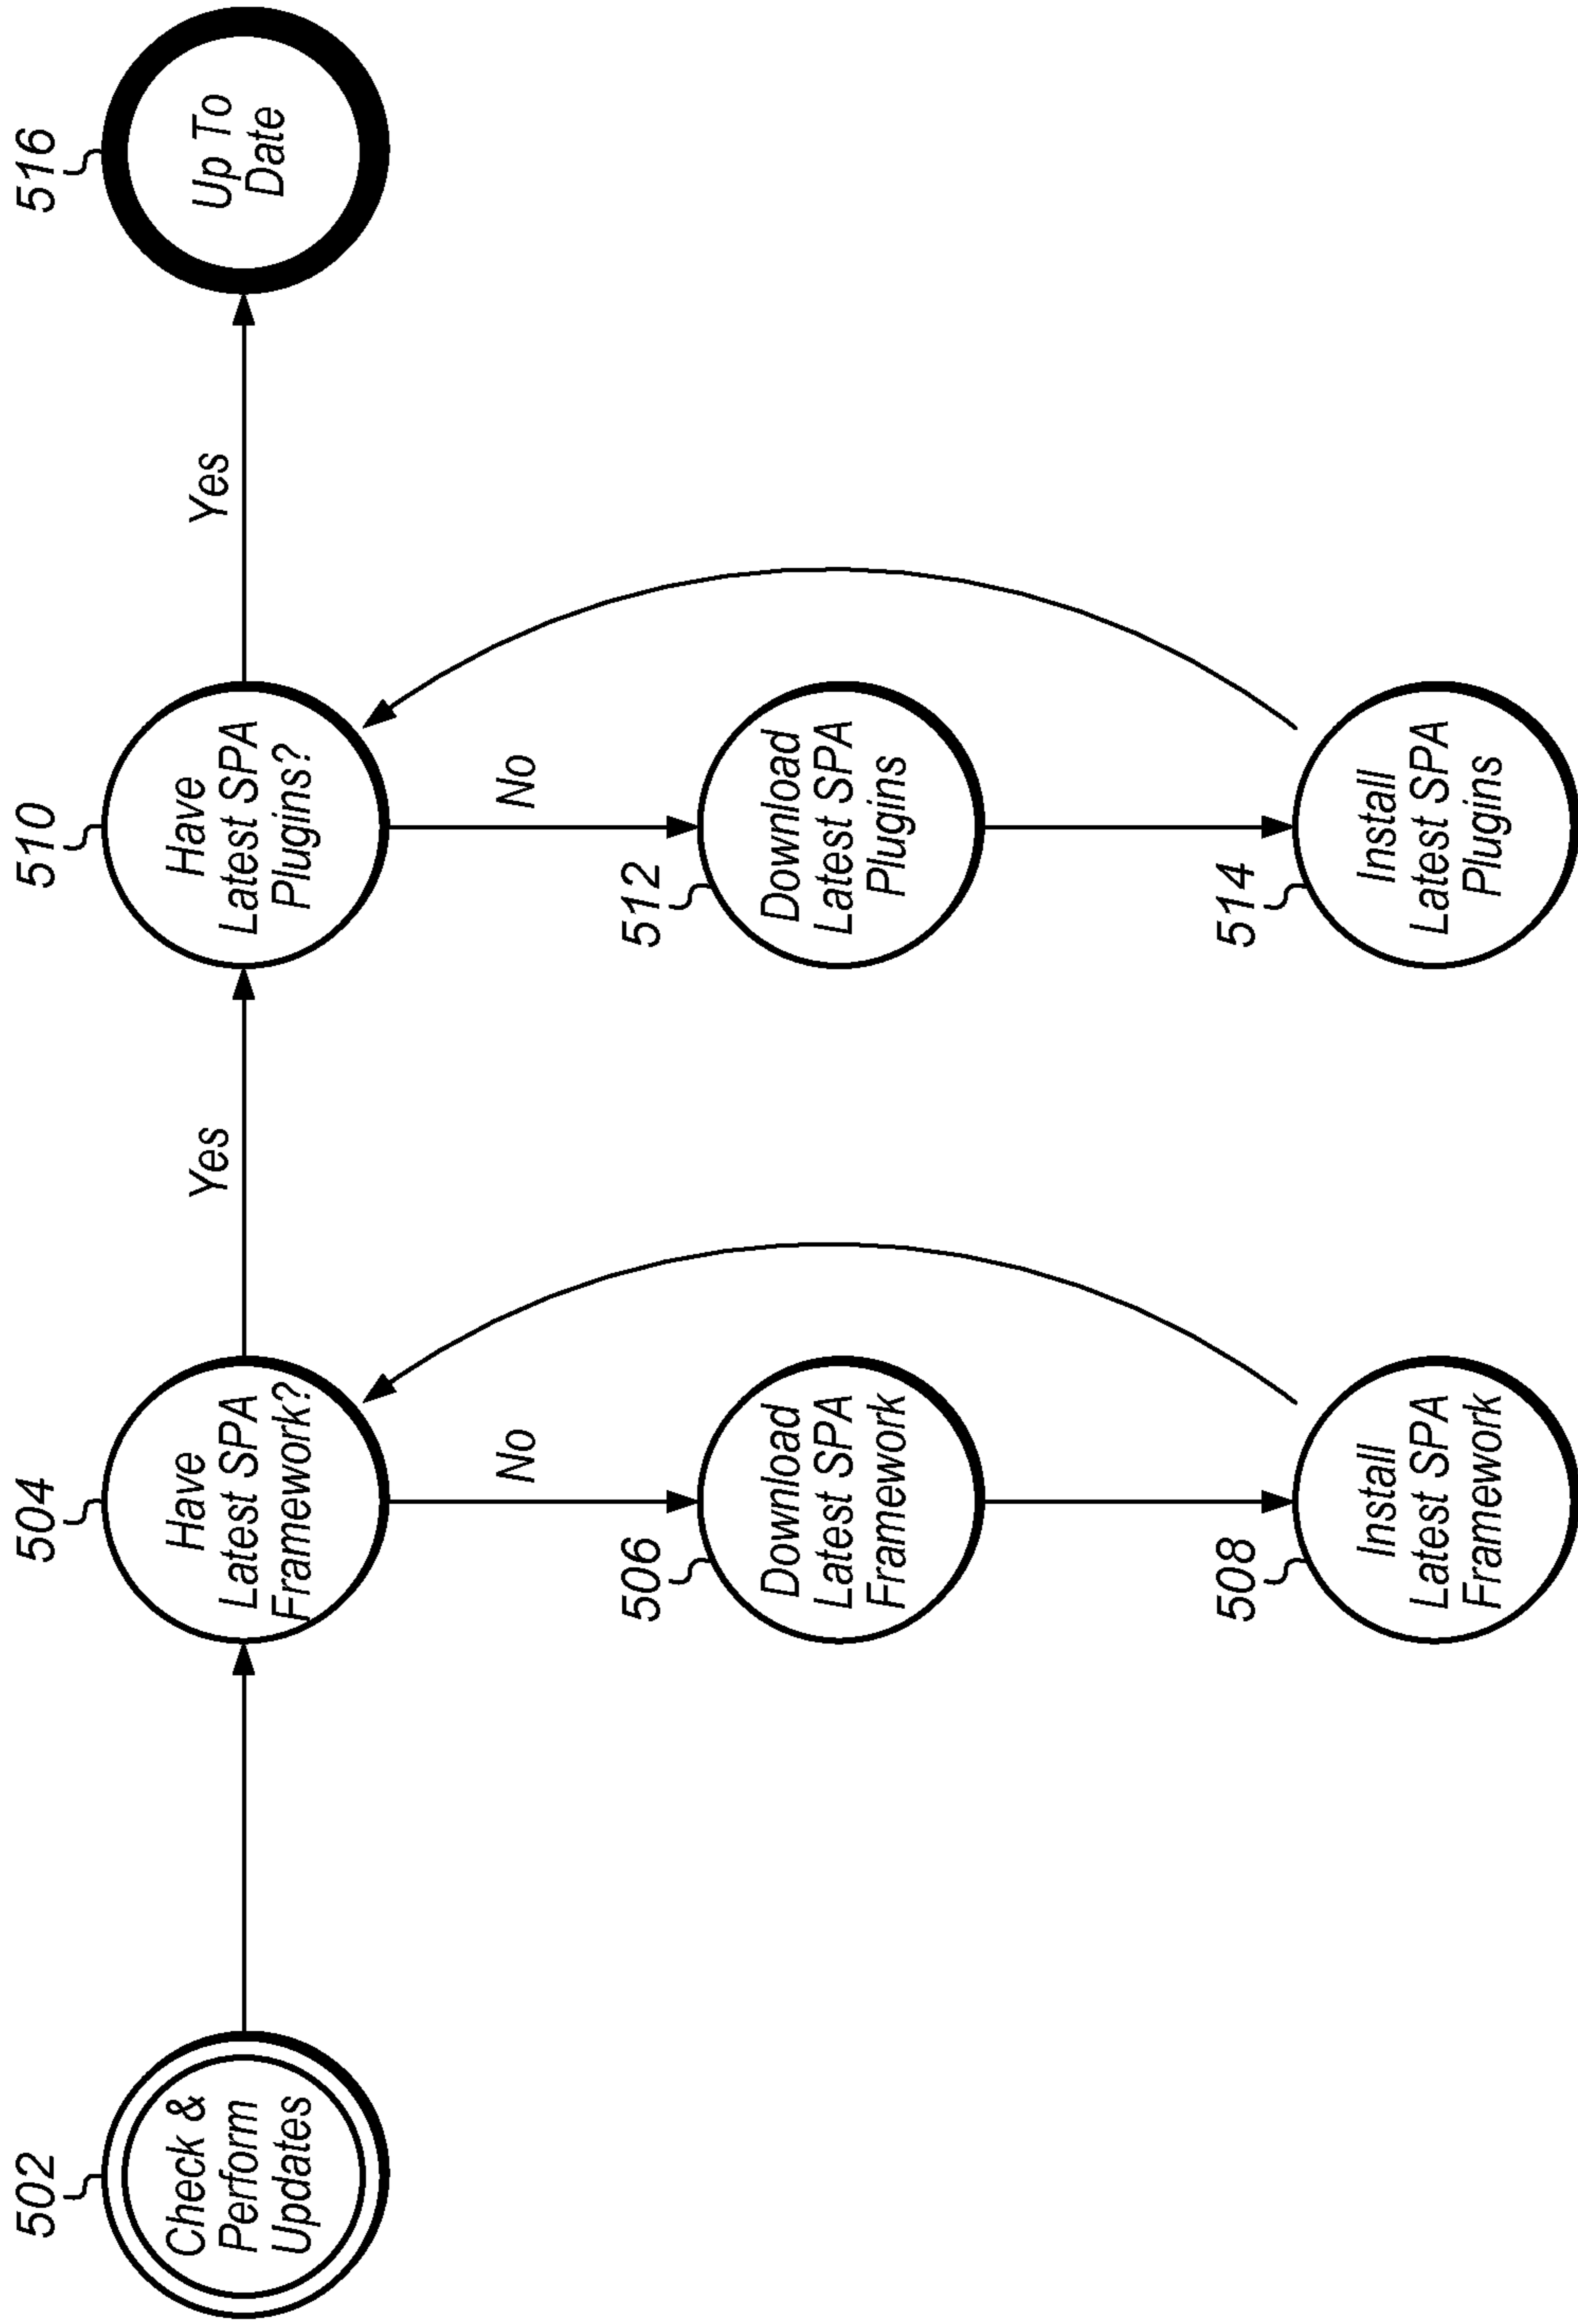 502
Check &
Perform
Updates
504
Have
Latest SPA
Framework?
Yes
510
Have
Latest SPA
Plugins?
Yes
516
Up To
Date
No
No
506
Download
Latest SPA
Framework
512
Download
Latest SPA
Plugins
508
Install
Latest SPA
Framework
514
Install
Latest SPA
Plugins